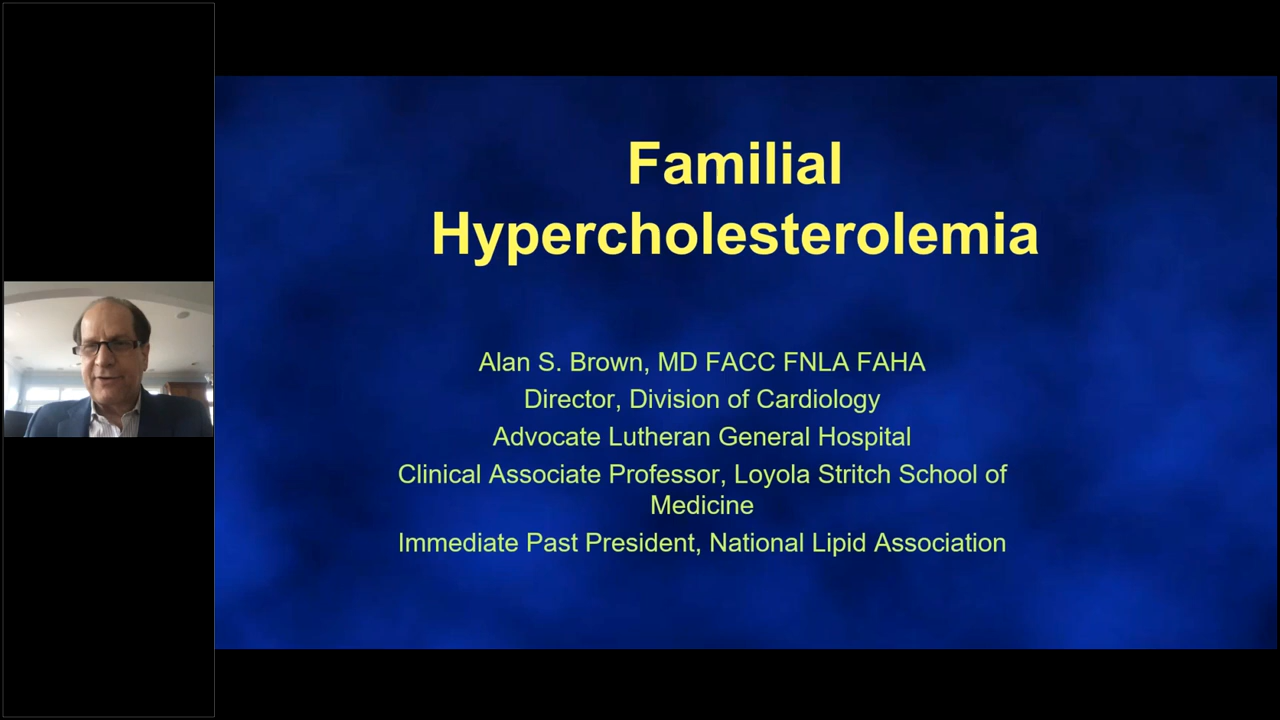 Familial
Hypercholesterolemia
Alan S. Brown, MD FACC FNLA FAHA
Director, Division of Cardiology
Advocate Lutheran General Hospital
Clinical Associate Professor, Loyola Stritch School of
Medicine
Immediate Past President, National Lipid Association